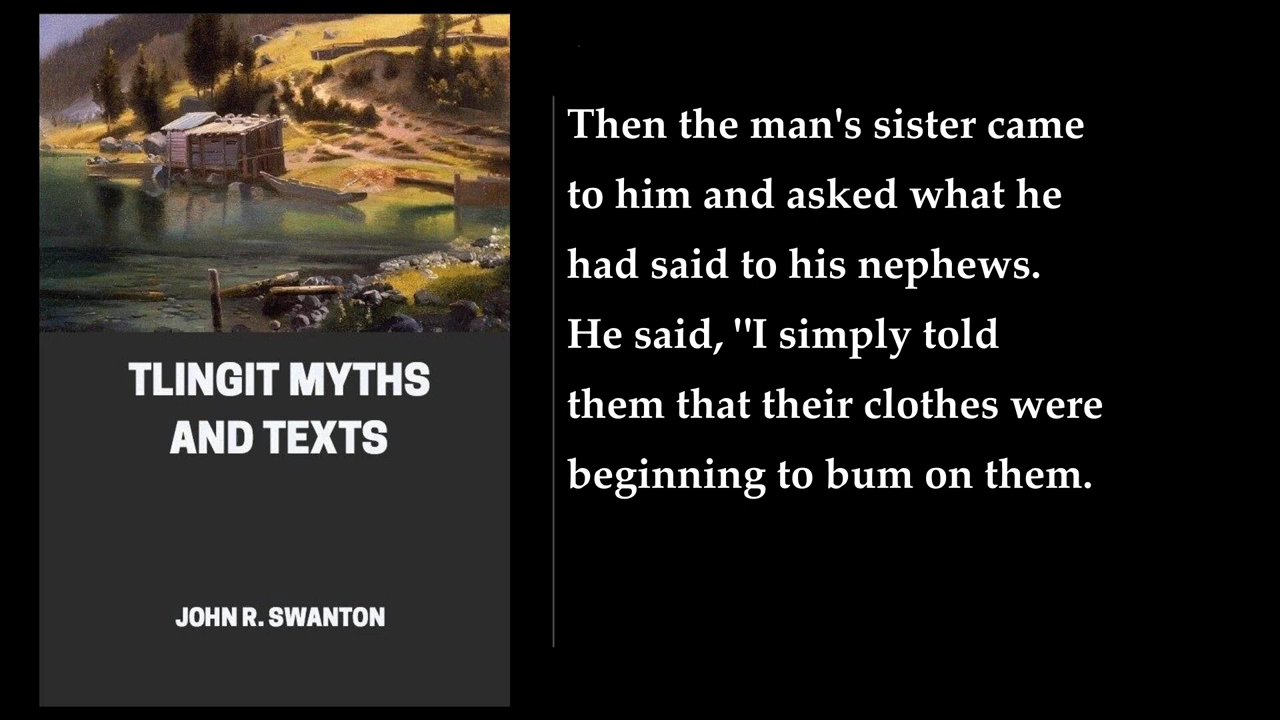 TLINGIT MYTHS
AND TEXTS
JOHN R. SWANTON
Then the man's sister came
to him and asked what he
had said to his nephews.
He said, "I simply told
them that their clothes were
beginning to bum on them.